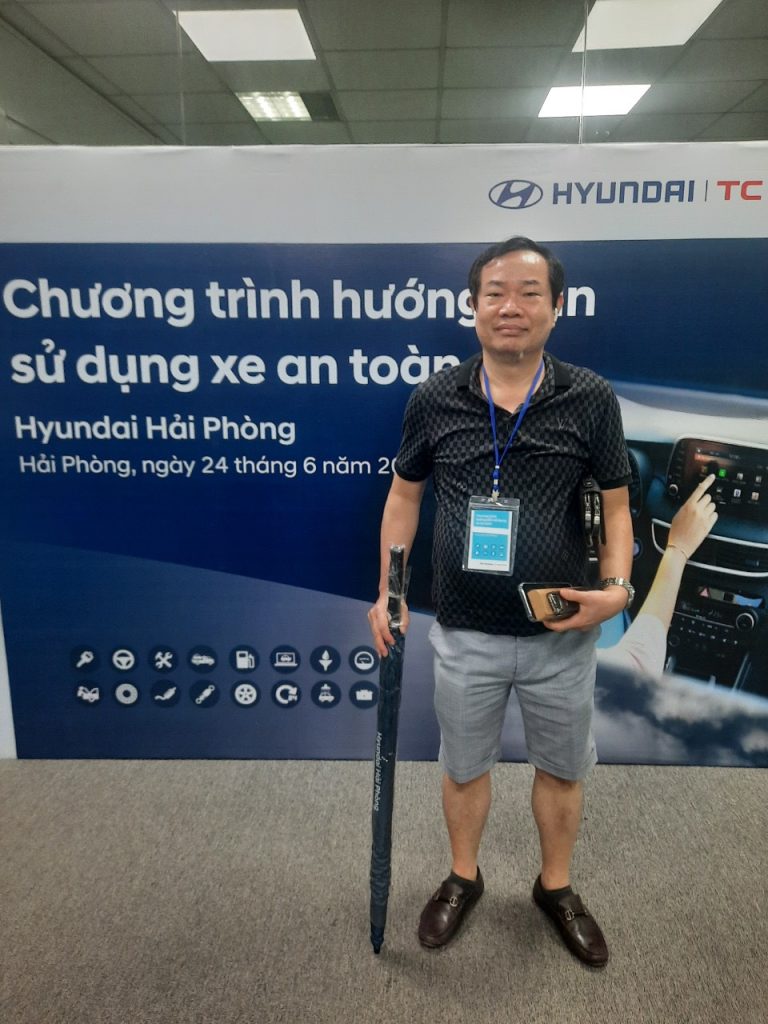 HYUNDAI | TC
Chương trình hướng
sử dụng xe an toàn
Hyundai Hải Phòng
Hải Phòng, ngày 24 tháng 6 năm 20
Hyundai Hải Phòng